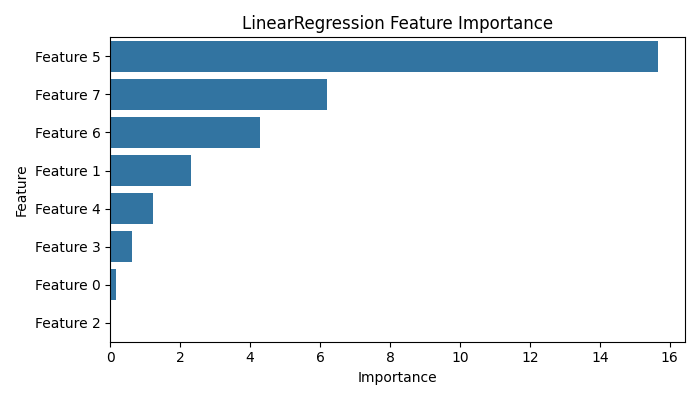 LinearRegression Feature Importance
Feature 5
Feature 7
Feature 6
Feature 1
Feature 4
Feature 3
Feature 0
Feature 2
Feature
0 2 4 6 8 10 12 14 16
Importance